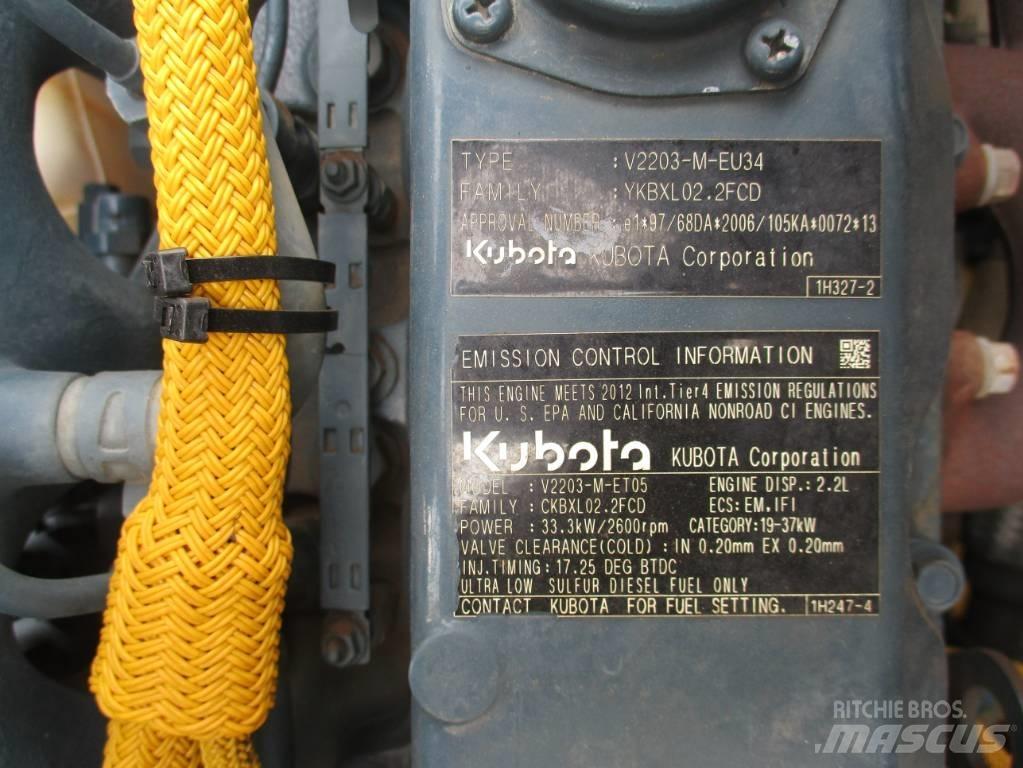 TYPE : V2203-M-EU34
FAMILY : YKBXL02.2FCD
APPROVAL NUMBER : e1*97/68DA*2006/105KA*0072*13
Kubota KUBOTA Corporation
1H327-2
EMISSION CONTROL INFORMATION
THIS ENGINE MEETS 2012 Int.Tier4 EMISSION REGULATIONS
FOR U. S. EPA AND CALIFORNIA NONROAD CI ENGINES.
Kubota KUBOTA Corporation
MODEL : V2203-M-ET05 ENGINE DISP.: 2.2L
FAMILY : CKBXL02.2FCD ECS: EM, IFI
POWER : 33.3kW/2600rpm CATEGORY:19-37kW
VALVE CLEARANCE(COLD) : IN 0.20mm EX 0.20mm
INJ.TIMING: 17.25 DEG BTDC
ULTRA LOW SULFUR DIESEL FUEL ONLY
CONTACT KUBOTA FOR FUEL SETTING. 1H247-4
RITCHIE BROS.
MASCUS